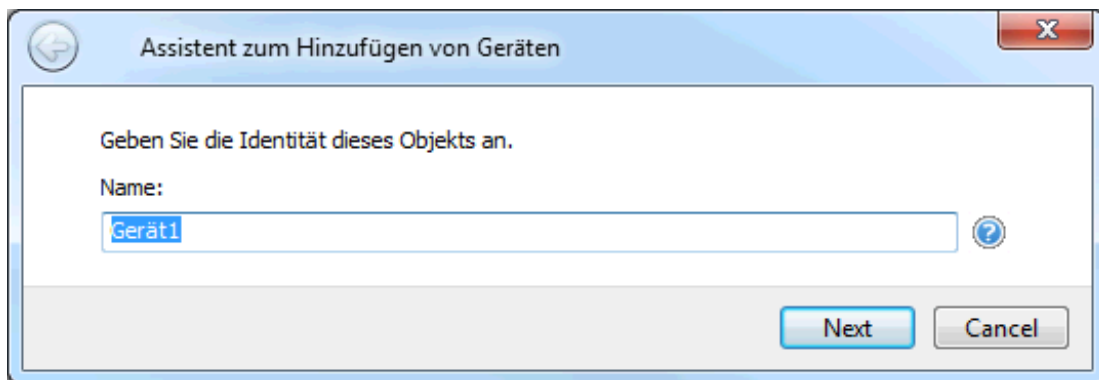 Assistent zum Hinzufügen von Geräten
Geben Sie die Identität dieses Objekts an.
Name:
Gerät1
Next
Cancel